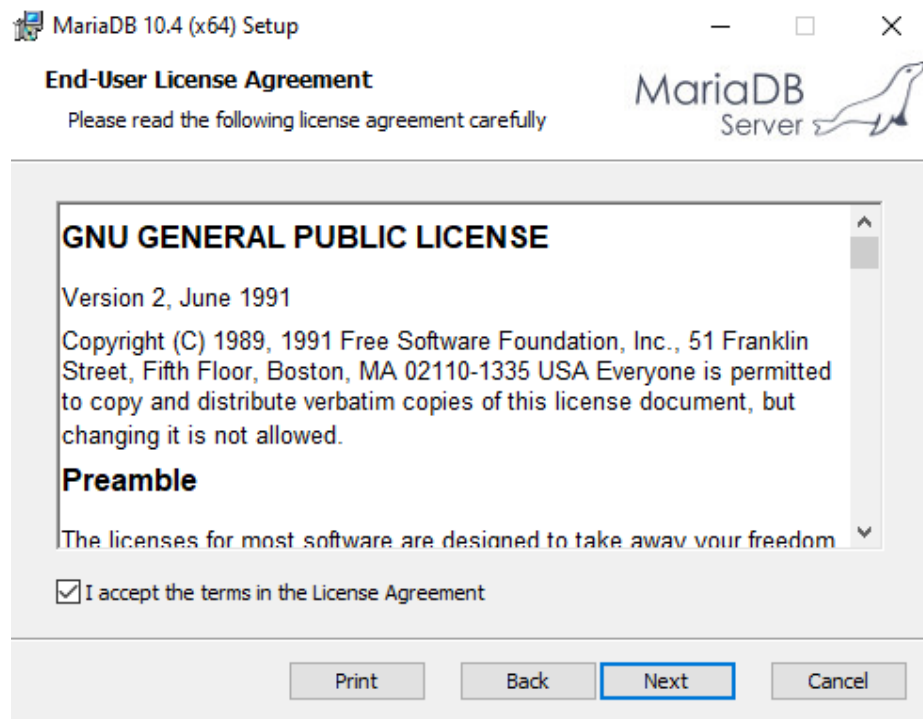 MariaDB 10.4 (x64) Setup
End-User License Agreement
Please read the following license agreement carefully
MariaDB
Server
GNU GENERAL PUBLIC LICENSE
Version 2, June 1991
Copyright (C) 1989, 1991 Free Software Foundation, Inc., 51 Franklin
Street, Fifth Floor, Boston, MA 02110-1335 USA Everyone is permitted
to copy and distribute verbatim copies of this license document, but
changing it is not allowed.
Preamble
The licenses for most software are designed to take away your freedom
I accept the terms in the License Agreement
Print
Back
Next
Cancel